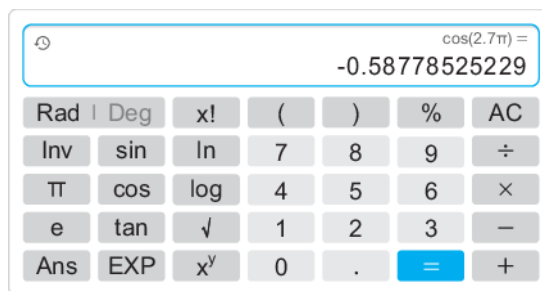 cos(2.7π) =
-0.58778525229
Rad | Deg x! ( ) % AC
Inv sin ln 7 8 9 ÷
π cos log 4 5 6 ×
e tan √ 1 2 3 −
Ans EXP xʸ 0 . = +